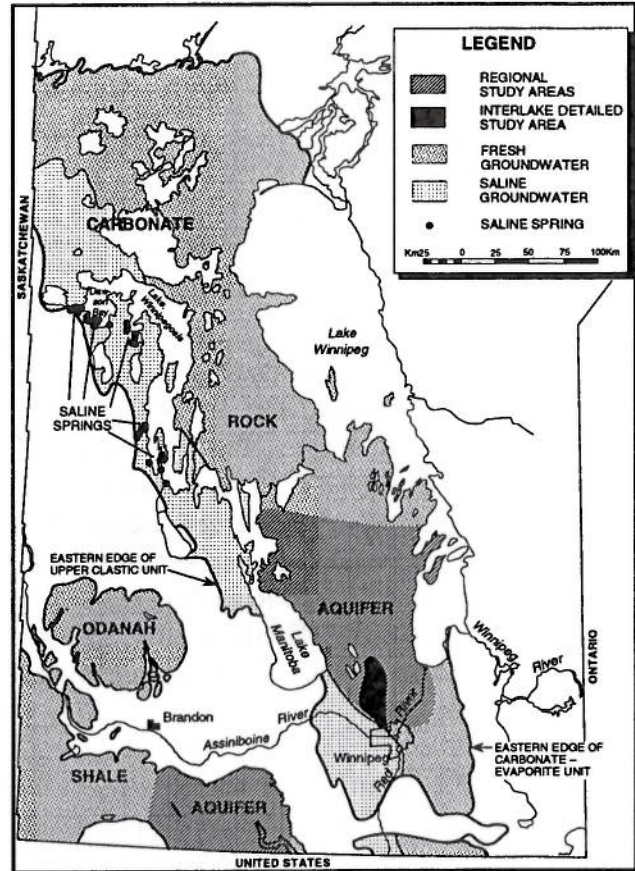 LEGEND
REGIONAL
STUDY AREAS
INTERLAKE DETAILED
STUDY AREA
FRESH
GROUNDWATER
SALINE
GROUNDWATER
SALINE SPRING
Km25 0 25 50 75 100Km
SASKATCHEWAN
CARBONATE
Bay
Lake
Winnipegosis
Lake
Winnipeg
SALINE
SPRINGS
ROCK
EASTERN EDGE OF
UPPER CLASTIC UNIT
AQUIFER
ODANAH
Lake
Manitoba
Winnipeg
River
ONTARIO
Brandon
Assiniboine River
Red
River
Winnipeg
EASTERN EDGE OF
CARBONATE –
EVAPORITE UNIT
SHALE
AQUIFER
UNITED STATES